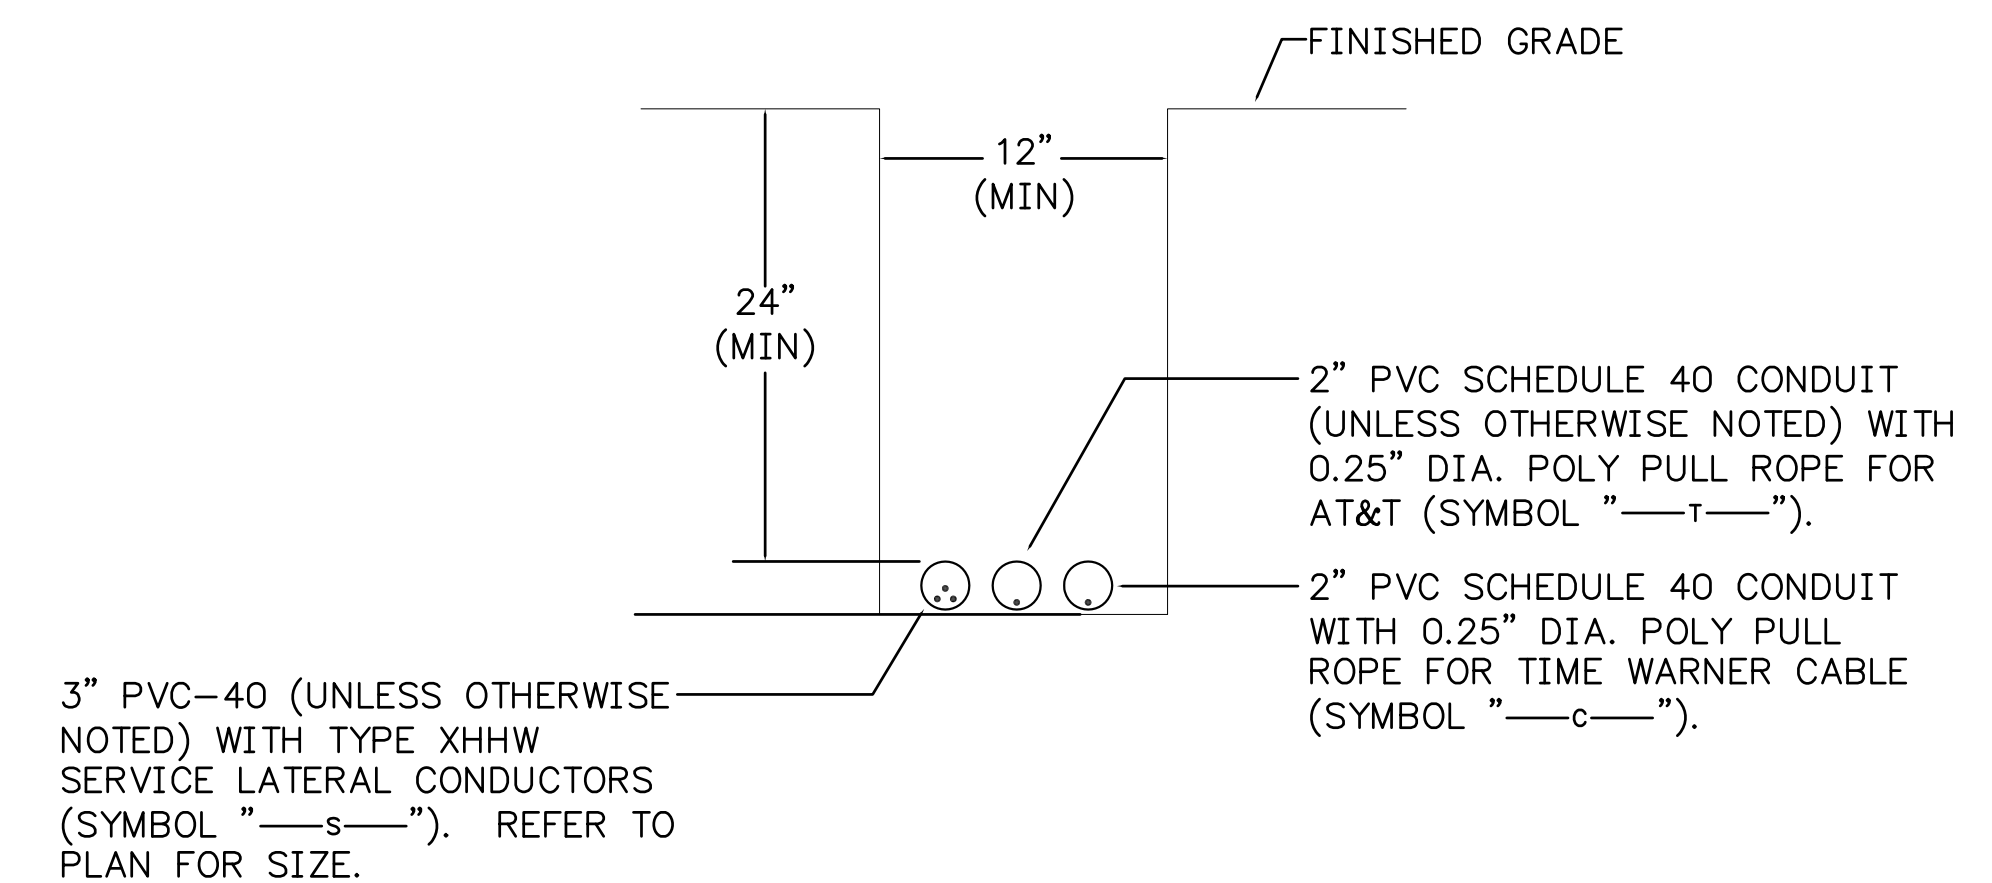 FINISHED GRADE
12”
(MIN)
24”
(MIN)
2” PVC SCHEDULE 40 CONDUIT
(UNLESS OTHERWISE NOTED) WITH
0.25” DIA. POLY PULL ROPE FOR
AT&T (SYMBOL ”——T——”).
2” PVC SCHEDULE 40 CONDUIT
WITH 0.25” DIA. POLY PULL
ROPE FOR TIME WARNER CABLE
(SYMBOL ”——C——”).
3” PVC-40 (UNLESS OTHERWISE
NOTED) WITH TYPE XHHW
SERVICE LATERAL CONDUCTORS
(SYMBOL ”——S——”). REFER TO
PLAN FOR SIZE.